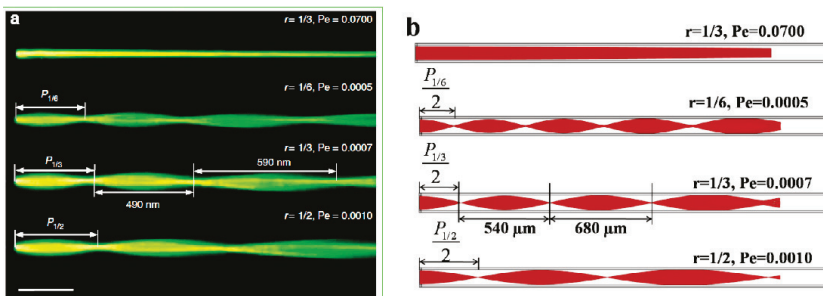 a
r= 1/3, Pe = 0.0700
r= 1/6, Pe = 0.0005
P1/6
r= 1/3, Pe = 0.0007
P1/3
590 nm
490 nm
r= 1/2, Pe = 0.0010
P1/2
b
r=1/3, Pe=0.0700
P1/6
2
r=1/6, Pe=0.0005
P1/3
2
r=1/3, Pe=0.0007
540 µm
680 µm
P1/2
2
r=1/2, Pe=0.0010